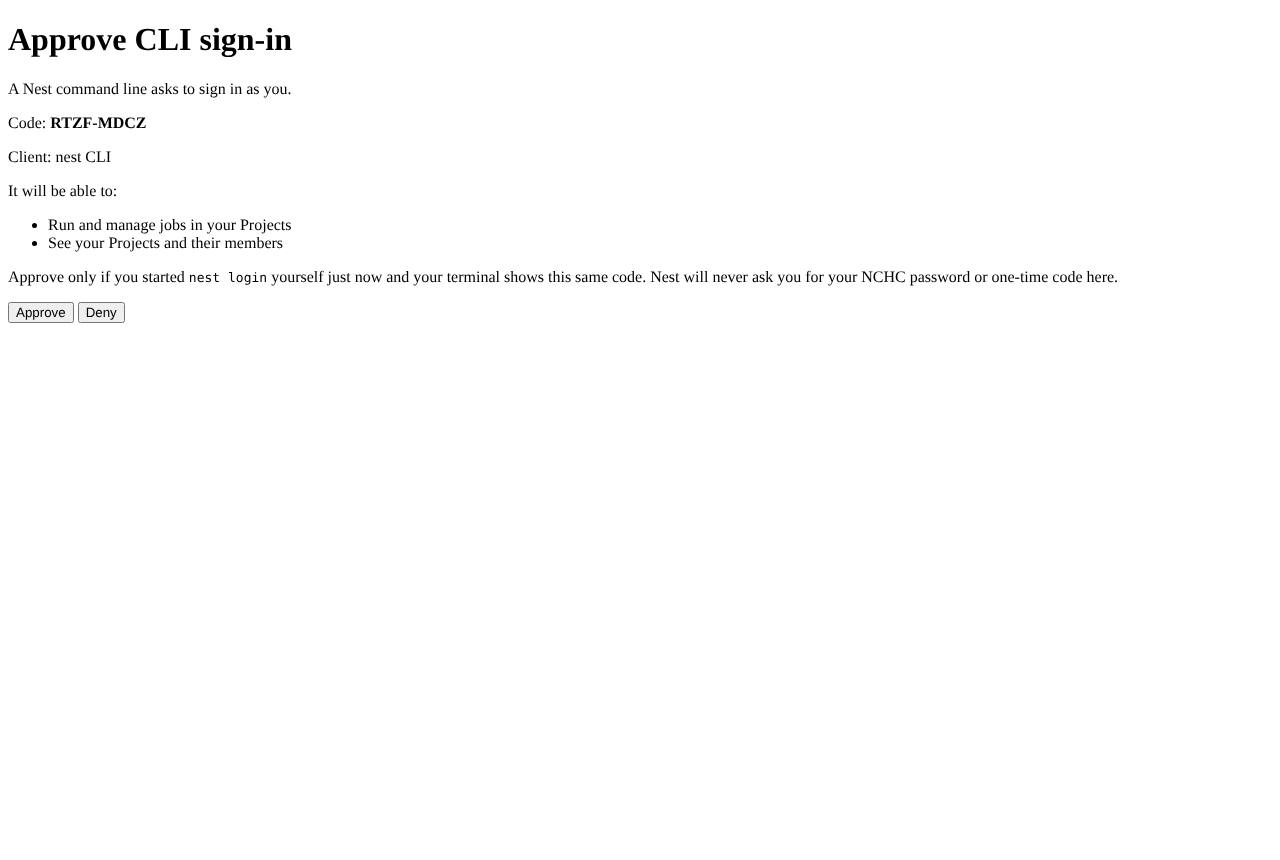 Approve CLI sign-in
A Nest command line asks to sign in as you.
Code: RTZF-MDCZ
Client: nest CLI
It will be able to:
Run and manage jobs in your Projects
See your Projects and their members
Approve only if you started nest login yourself just now and your terminal shows this same code. Nest will never ask you for your NCHC password or one-time code here.
Approve Deny